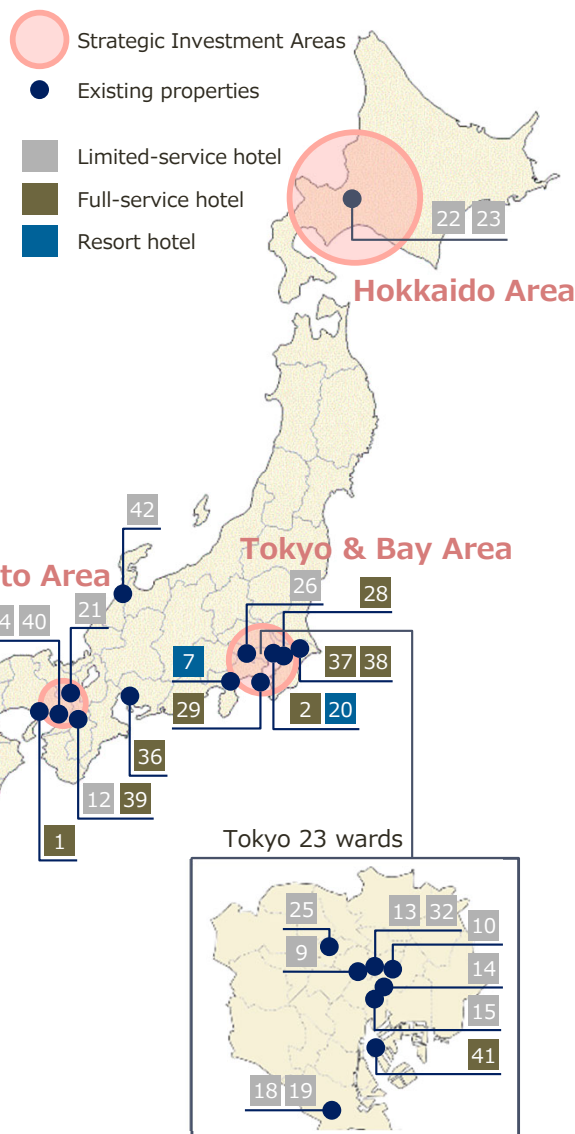 Strategic Investment Areas
Existing properties
Limited-service hotel
Full-service hotel
Resort hotel
22 23
Hokkaido Area
42
Tokyo & Bay Area
to Area
26
28
4 40
21
7
37 38
29
2 20
36
12 39
1
Tokyo 23 wards
25
13 32
10
9
14
15
41
18 19